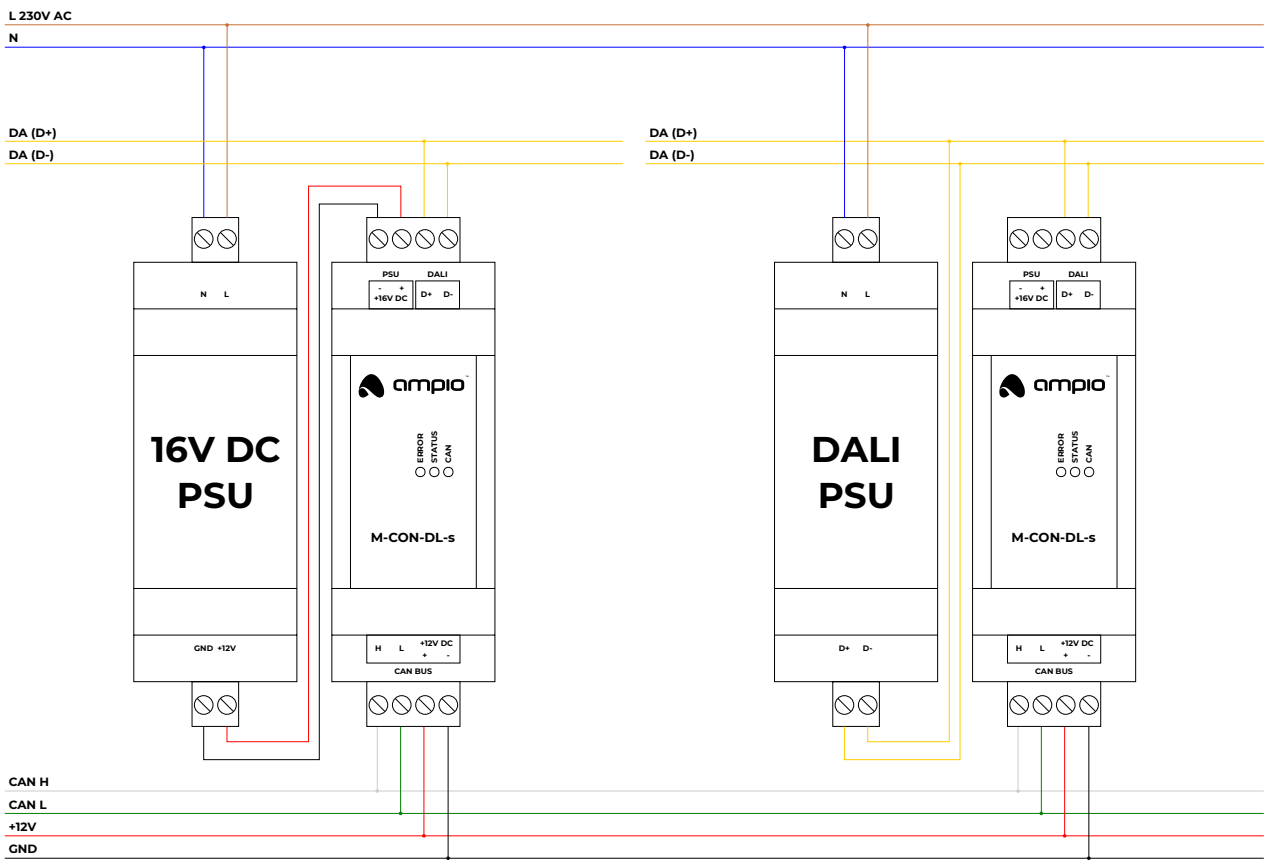 L 230V AC
N
DA (D+)
DA (D-)
DA (D+)
DA (D-)
N L
PSU DALI
- +
+16V DC
D+ D-
ampio™
ERROR
STATUS
CAN
16V DC
PSU
M-CON-DL-s
GND +12V
H L +12V DC
+ -
CAN BUS
N L
PSU DALI
- +
+16V DC
D+ D-
ampio™
ERROR
STATUS
CAN
DALI
PSU
M-CON-DL-s
D+ D-
H L +12V DC
+ -
CAN BUS
CAN H
CAN L
+12V
GND